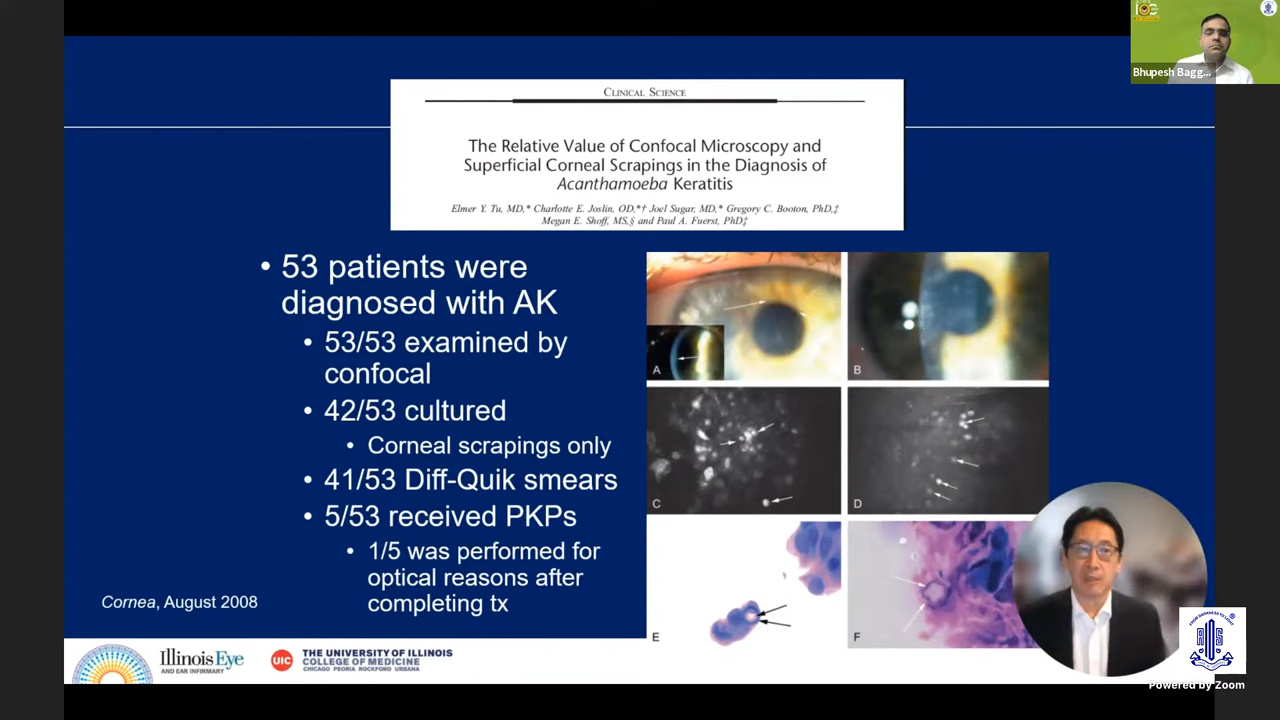 IOC
Bhupesh Bagg...
CLINICAL SCIENCE
The Relative Value of Confocal Microscopy and
Superficial Corneal Scrapings in the Diagnosis of
Acanthamoeba Keratitis
Elmer Y. Tu, MD,* Charlotte E. Joslin, OD,*† Joel Sugar, MD,* Gregory C. Booton, PhD,‡
Megan E. Shoff, MS,§ and Paul A. Fuerst, PhD‡
• 53 patients were
diagnosed with AK
• 53/53 examined by
confocal
• 42/53 cultured
• Corneal scrapings only
• 41/53 Diff-Quik smears
• 5/53 received PKPs
• 1/5 was performed for
optical reasons after
completing tx
A
B
C
D
E
F
Cornea, August 2008
Illinois Eye
AND EAR INFIRMARY
UIC
THE UNIVERSITY OF ILLINOIS
COLLEGE OF MEDICINE
CHICAGO PEORIA ROCKFORD URBANA
Powered by Zoom